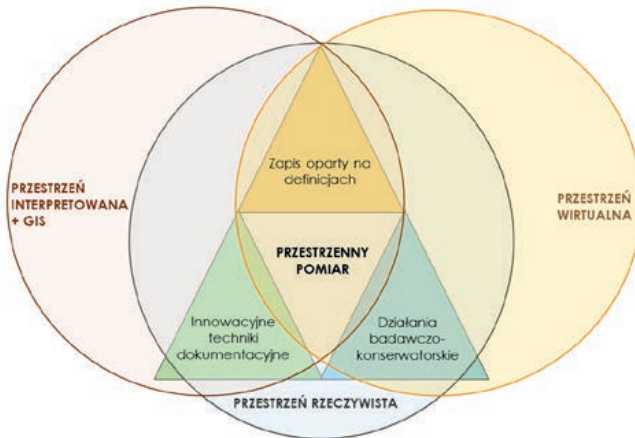 Zapis oparty na
definicjach
PRZESTRZEŃ
INTERPRETOWANA
+ GIS
PRZESTRZEŃ
WIRTUALNA
PRZESTRZENNY
POMIAR
Innowacyjne
techniki
dokumentacyjne
Działania
badawczo-
konserwatorskie
PRZESTRZEŃ RZECZYWISTA